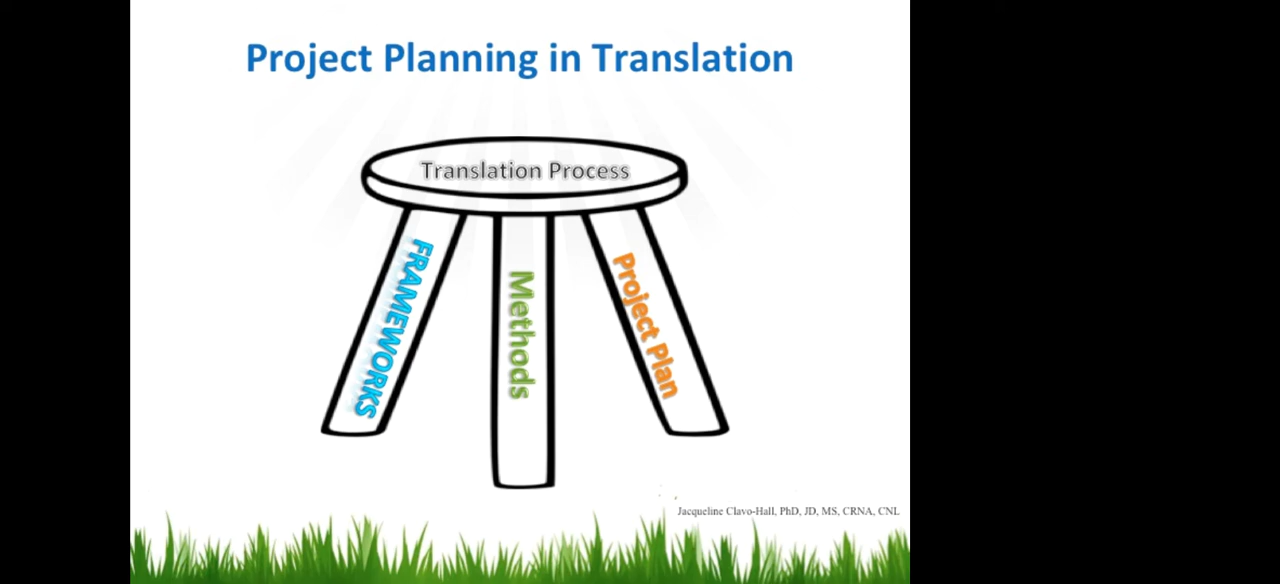 Project Planning in Translation
Translation Process
FRAMEWORKS
Methods
Project Plan
Jacqueline Clavo-Hall, PhD, JD, MS, CRNA, CNL